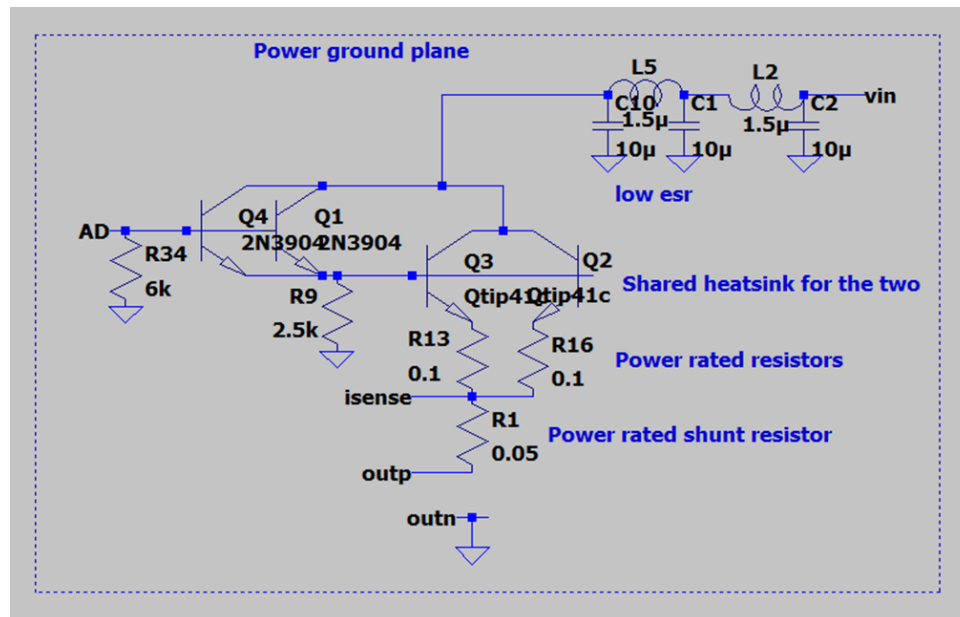 Power ground plane
L5
L2
C10
C1
C2
vin
1.5µ
1.5µ
10µ
10µ
10µ
low esr
Q4
Q1
AD
2N3904
2N3904
R34
Q3
Q2
6k
R9
Qtip41c
Qtip41c
Shared heatsink for the two
2.5k
R13
R16
Power rated resistors
0.1
0.1
isense
R1
Power rated shunt resistor
0.05
outp
outn